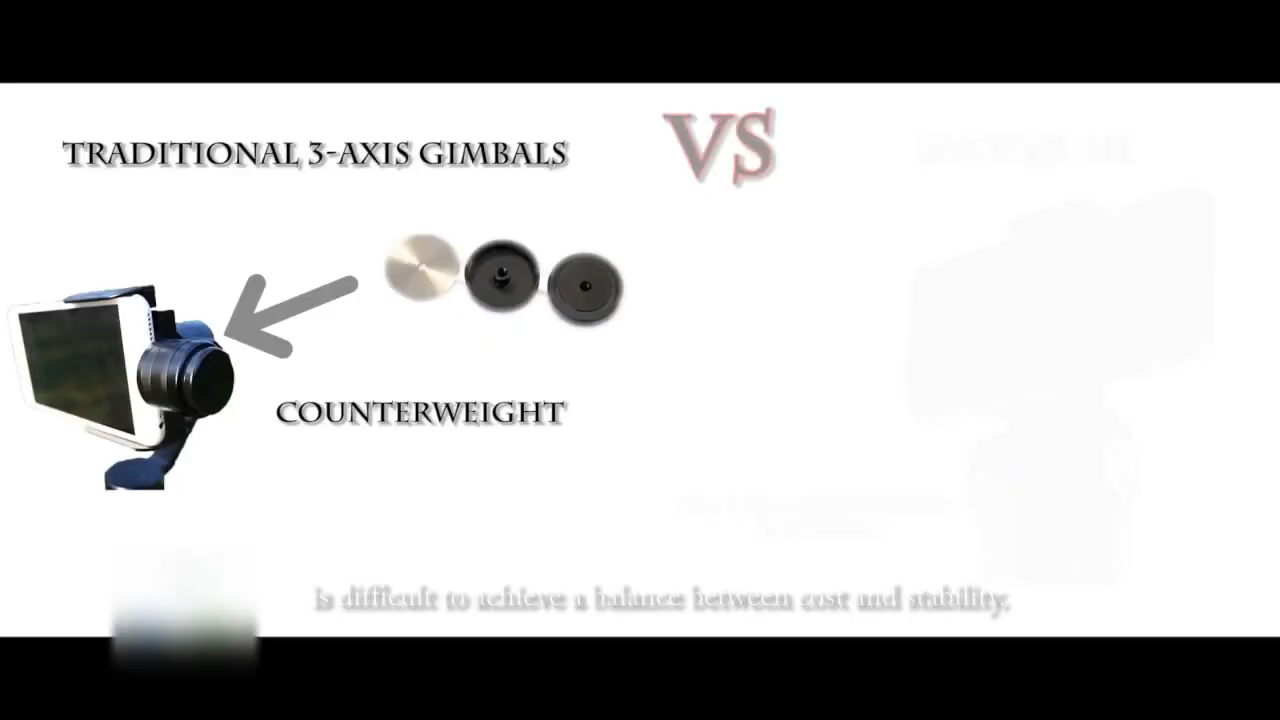 TRADITIONAL 3-AXIS GIMBALS
VS
COUNTERWEIGHT
is difficult to achieve a balance between cost and stability.